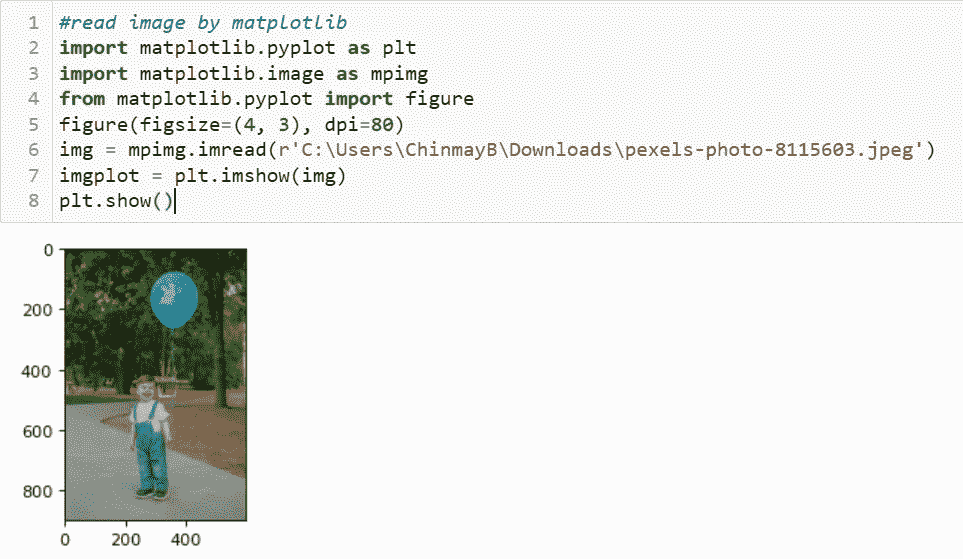 1 #read image by matplotlib
2 import matplotlib.pyplot as plt
3 import matplotlib.image as mpimg
4 from matplotlib.pyplot import figure
5 figure(figsize=(4, 3), dpi=80)
6 img = mpimg.imread(r'C:\Users\ChinmayB\Downloads\pexels-photo-8115603.jpeg')
7 imgplot = plt.imshow(img)
8 plt.show()
0
200
400
600
800
0 200 400